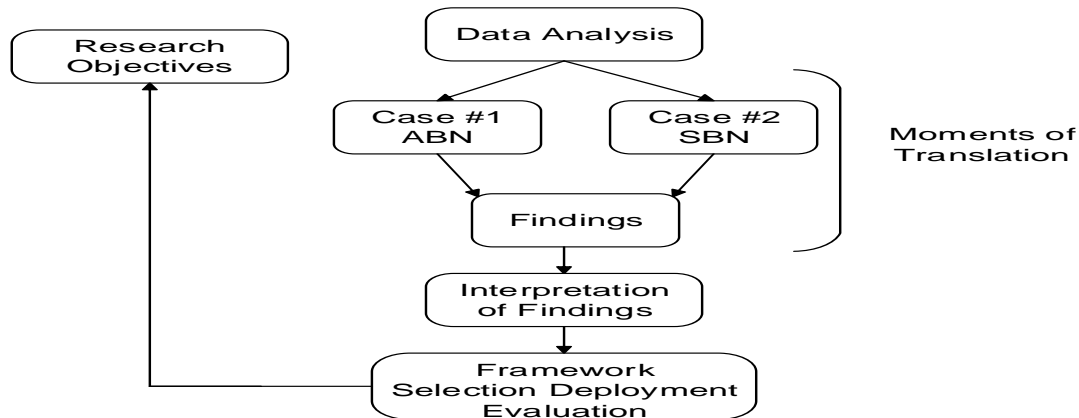 Data Analysis
Research
Objectives
Case #1
ABN
Case #2
SBN
Moments of
Translation
Findings
Interpretation
of Findings
Framework
Selection Deployment
Evaluation